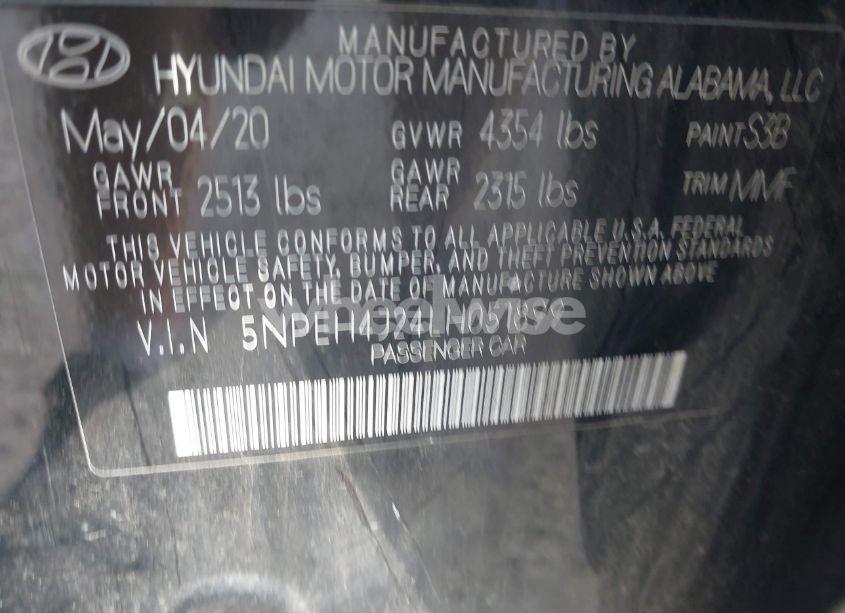 MANUFACTURED BY
HYUNDAI MOTOR MANUFACTURING ALABAMA, LLC
May/04/20 GVWR 4354 lbs PAINT S3B
GAWR FRONT 2513 lbs GAWR REAR 2315 lbs TRIM MMF
THIS VEHICLE CONFORMS TO ALL APPLICABLE U.S.A. FEDERAL
MOTOR VEHICLE SAFETY, BUMPER, AND THEFT PREVENTION STANDARDS
IN EFFECT ON THE DATE OF MANUFACTURE SHOWN ABOVE
V.I.N
PASSENGER CAR